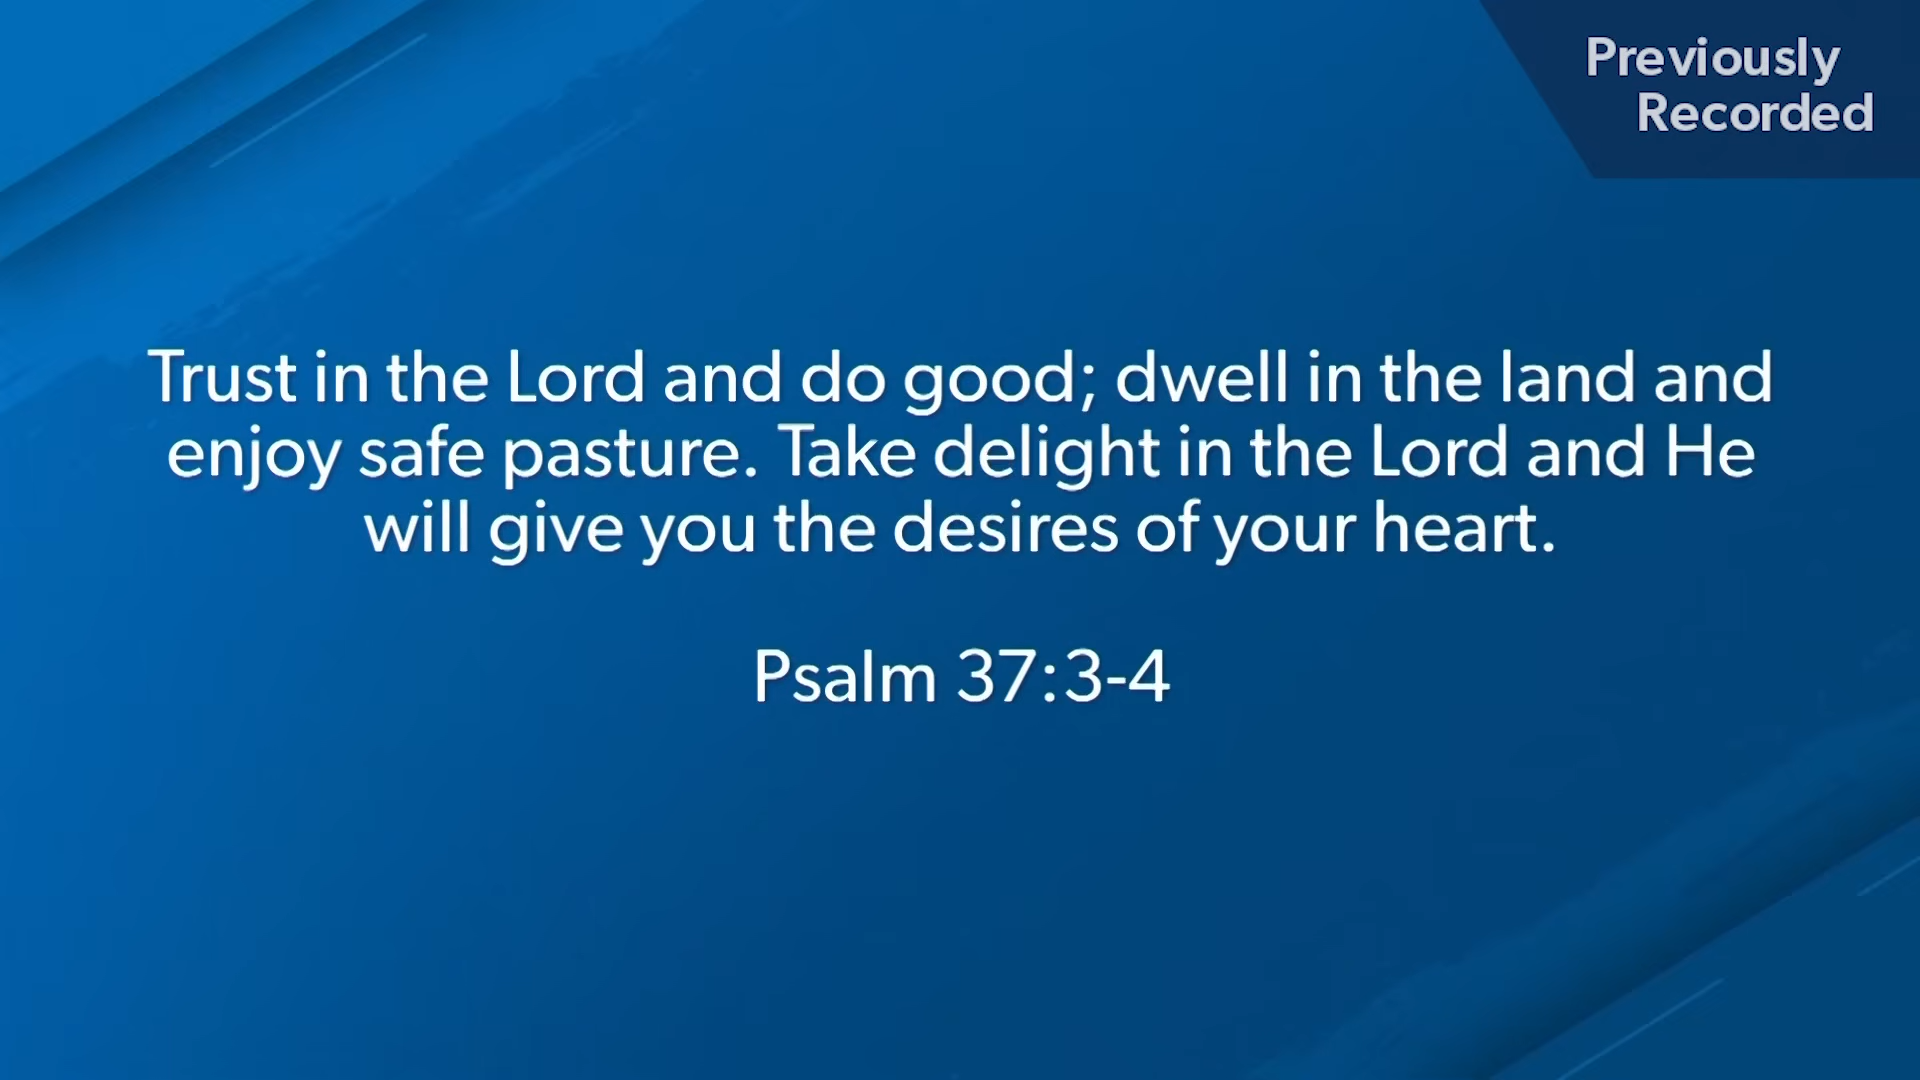 Previously
Recorded
Trust in the Lord and do good; dwell in the land and
enjoy safe pasture. Take delight in the Lord and He
will give you the desires of your heart.
Psalm 37:3-4